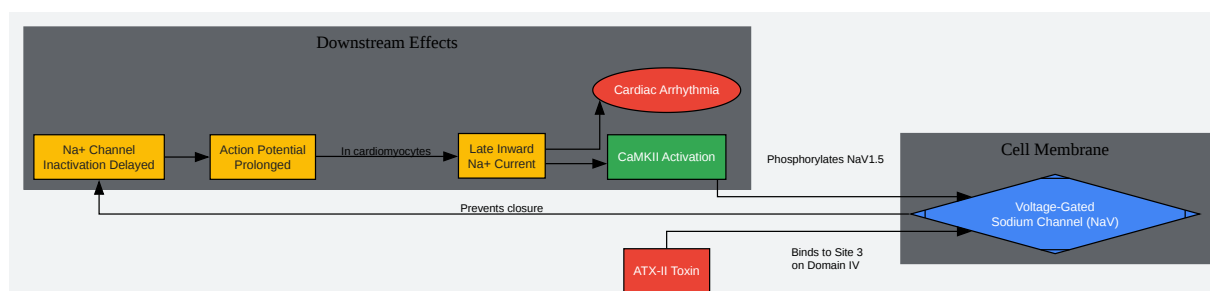 Downstream Effects
Cardiac Arrhythmia
Na+ Channel
Inactivation Delayed
Action Potential
Prolonged
In cardiomyocytes
Late Inward
Na+ Current
CaMKII Activation
Phosphorylates NaV1.5
Cell Membrane
Voltage-Gated
Sodium Channel (NaV)
Prevents closure
Binds to Site 3
on Domain IV
ATX-II Toxin